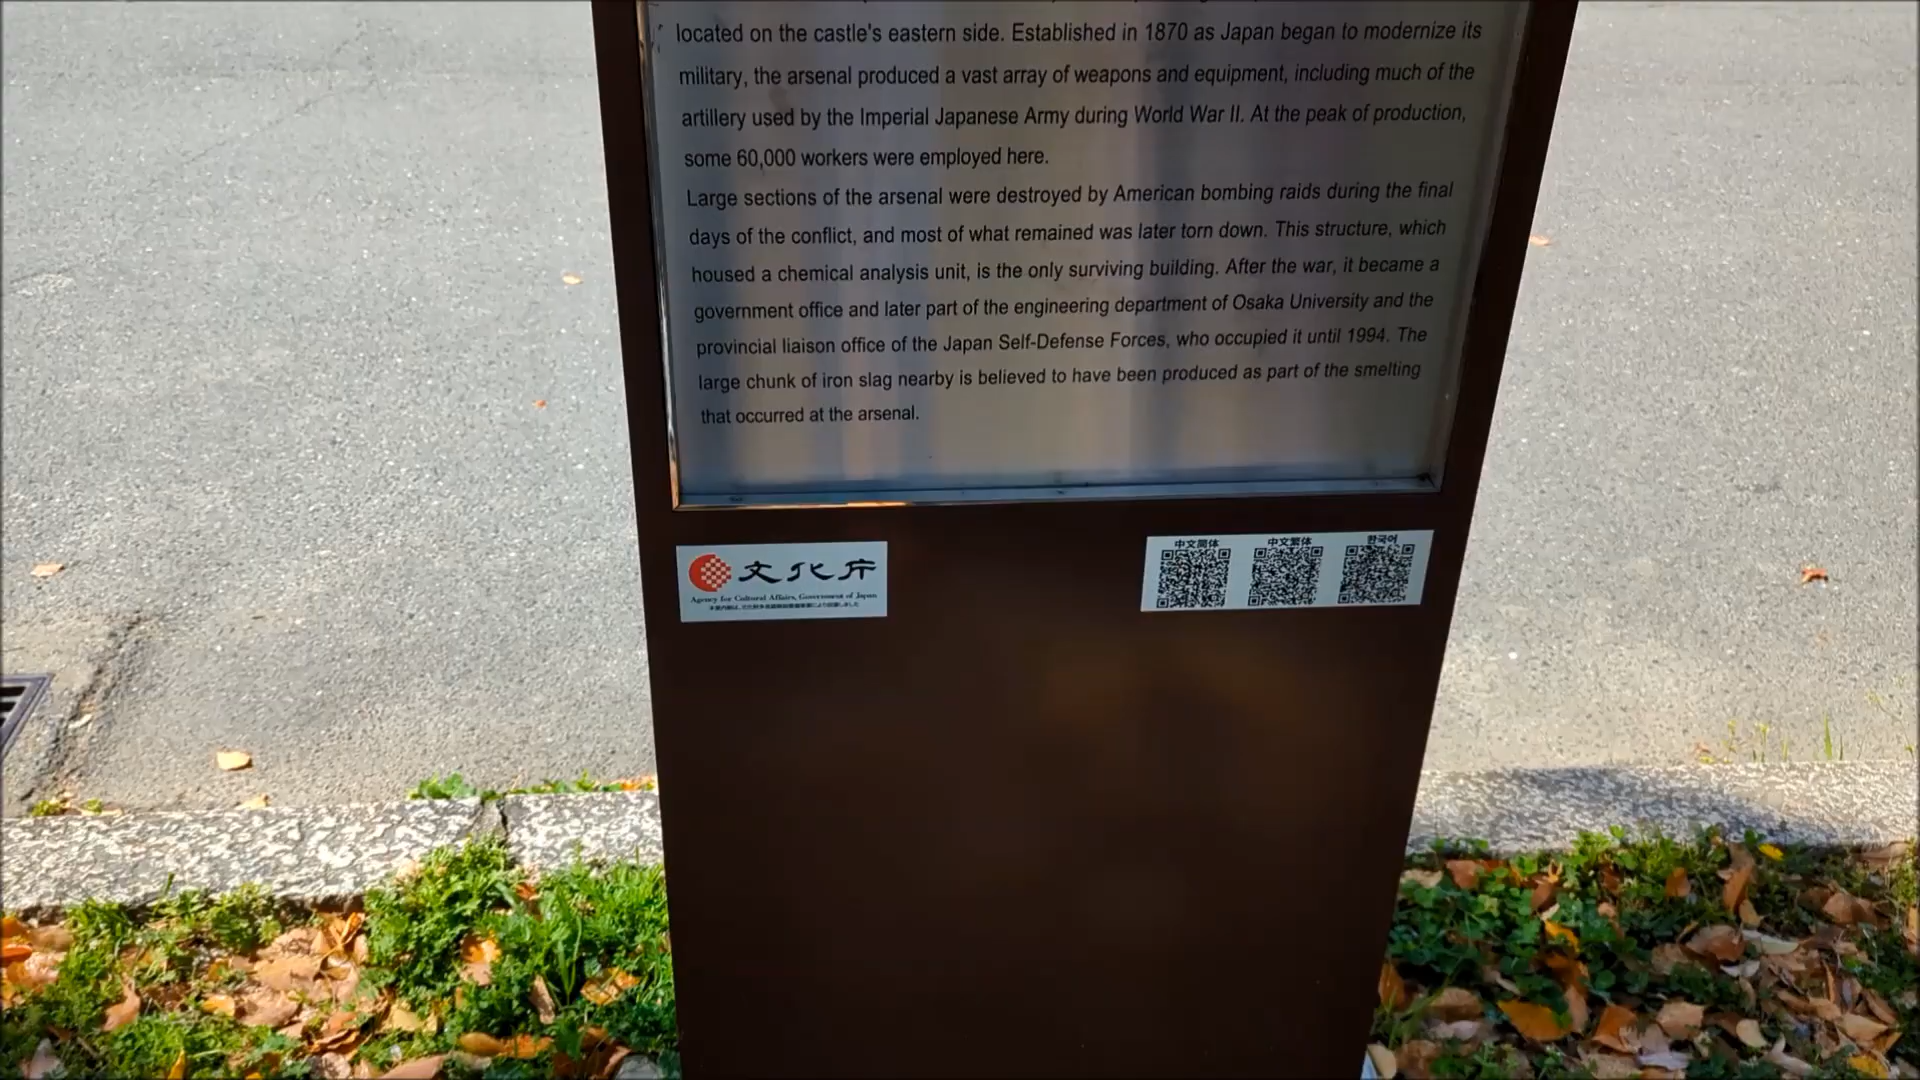 located on the castle's eastern side. Established in 1870 as Japan began to modernize its
military, the arsenal produced a vast array of weapons and equipment, including much of the
artillery used by the Imperial Japanese Army during World War II. At the peak of production,
some 60,000 workers were employed here.
Large sections of the arsenal were destroyed by American bombing raids during the final
days of the conflict, and most of what remained was later torn down. This structure, which
housed a chemical analysis unit, is the only surviving building. After the war, it became a
government office and later part of the engineering department of Osaka University and the
provincial liaison office of the Japan Self-Defense Forces, who occupied it until 1994. The
large chunk of iron slag nearby is believed to have been produced as part of the smelting
that occurred at the arsenal.
文化庁
Agency for Cultural Affairs, Government of Japan
中文简体 中文繁体 한국어